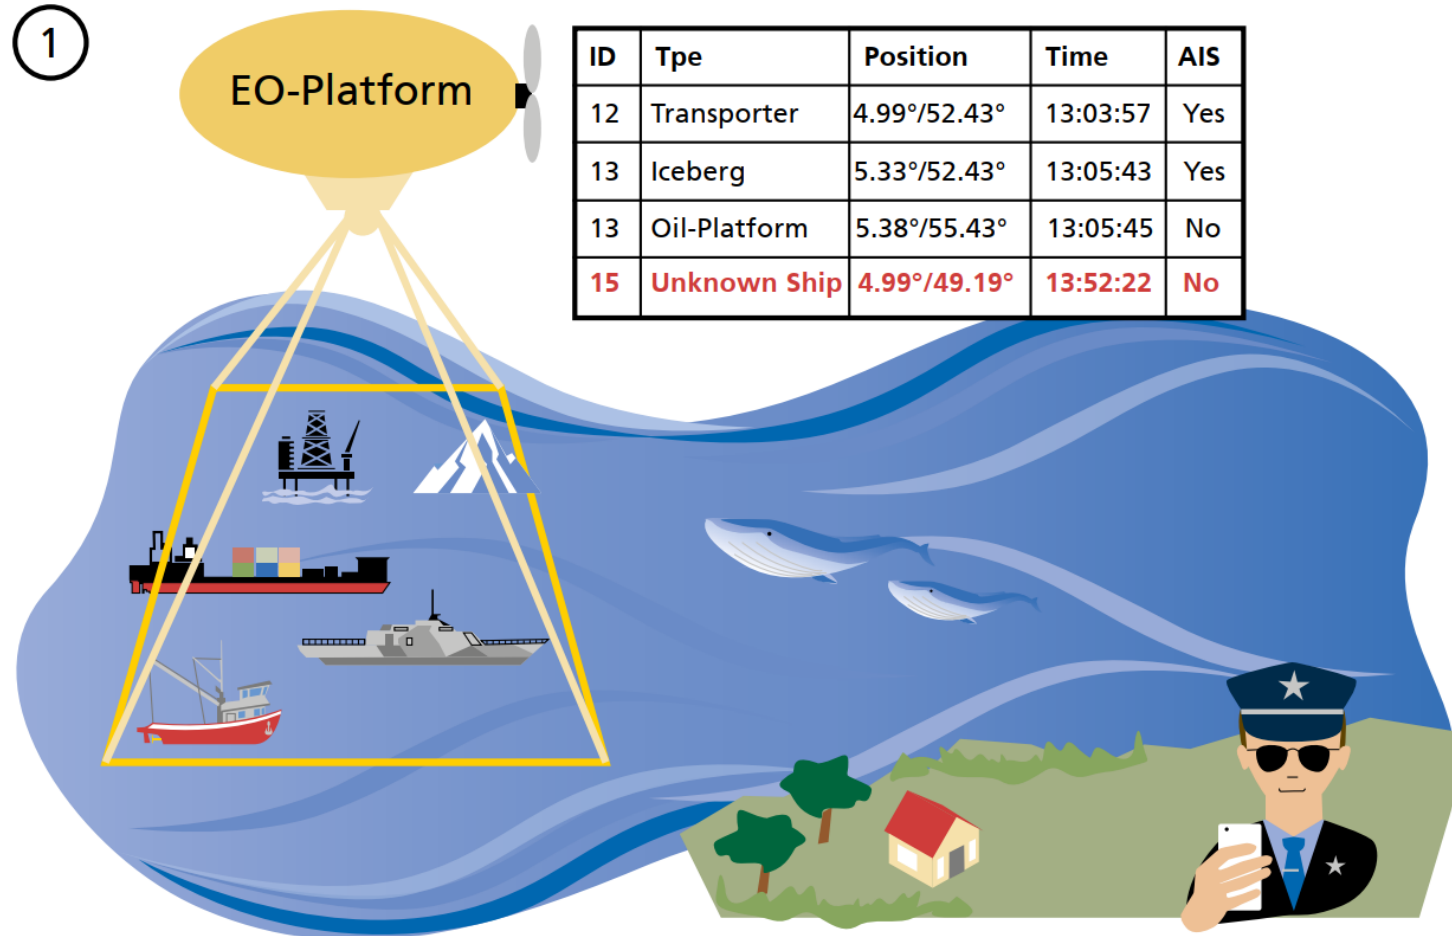 1
EO-Platform
ID Tpe Position Time AIS
12 Transporter 4.99°/52.43° 13:03:57 Yes
13 Iceberg 5.33°/52.43° 13:05:43 Yes
13 Oil-Platform 5.38°/55.43° 13:05:45 No
15 Unknown Ship 4.99°/49.19° 13:52:22 No